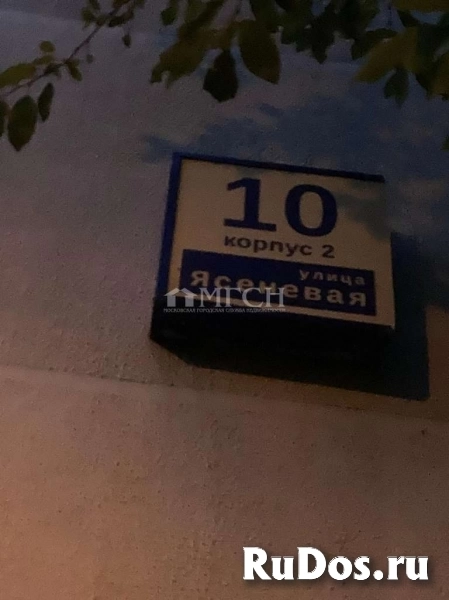 10
корпус 2
улица
Ясеневая
МГСН
RuDos.ru